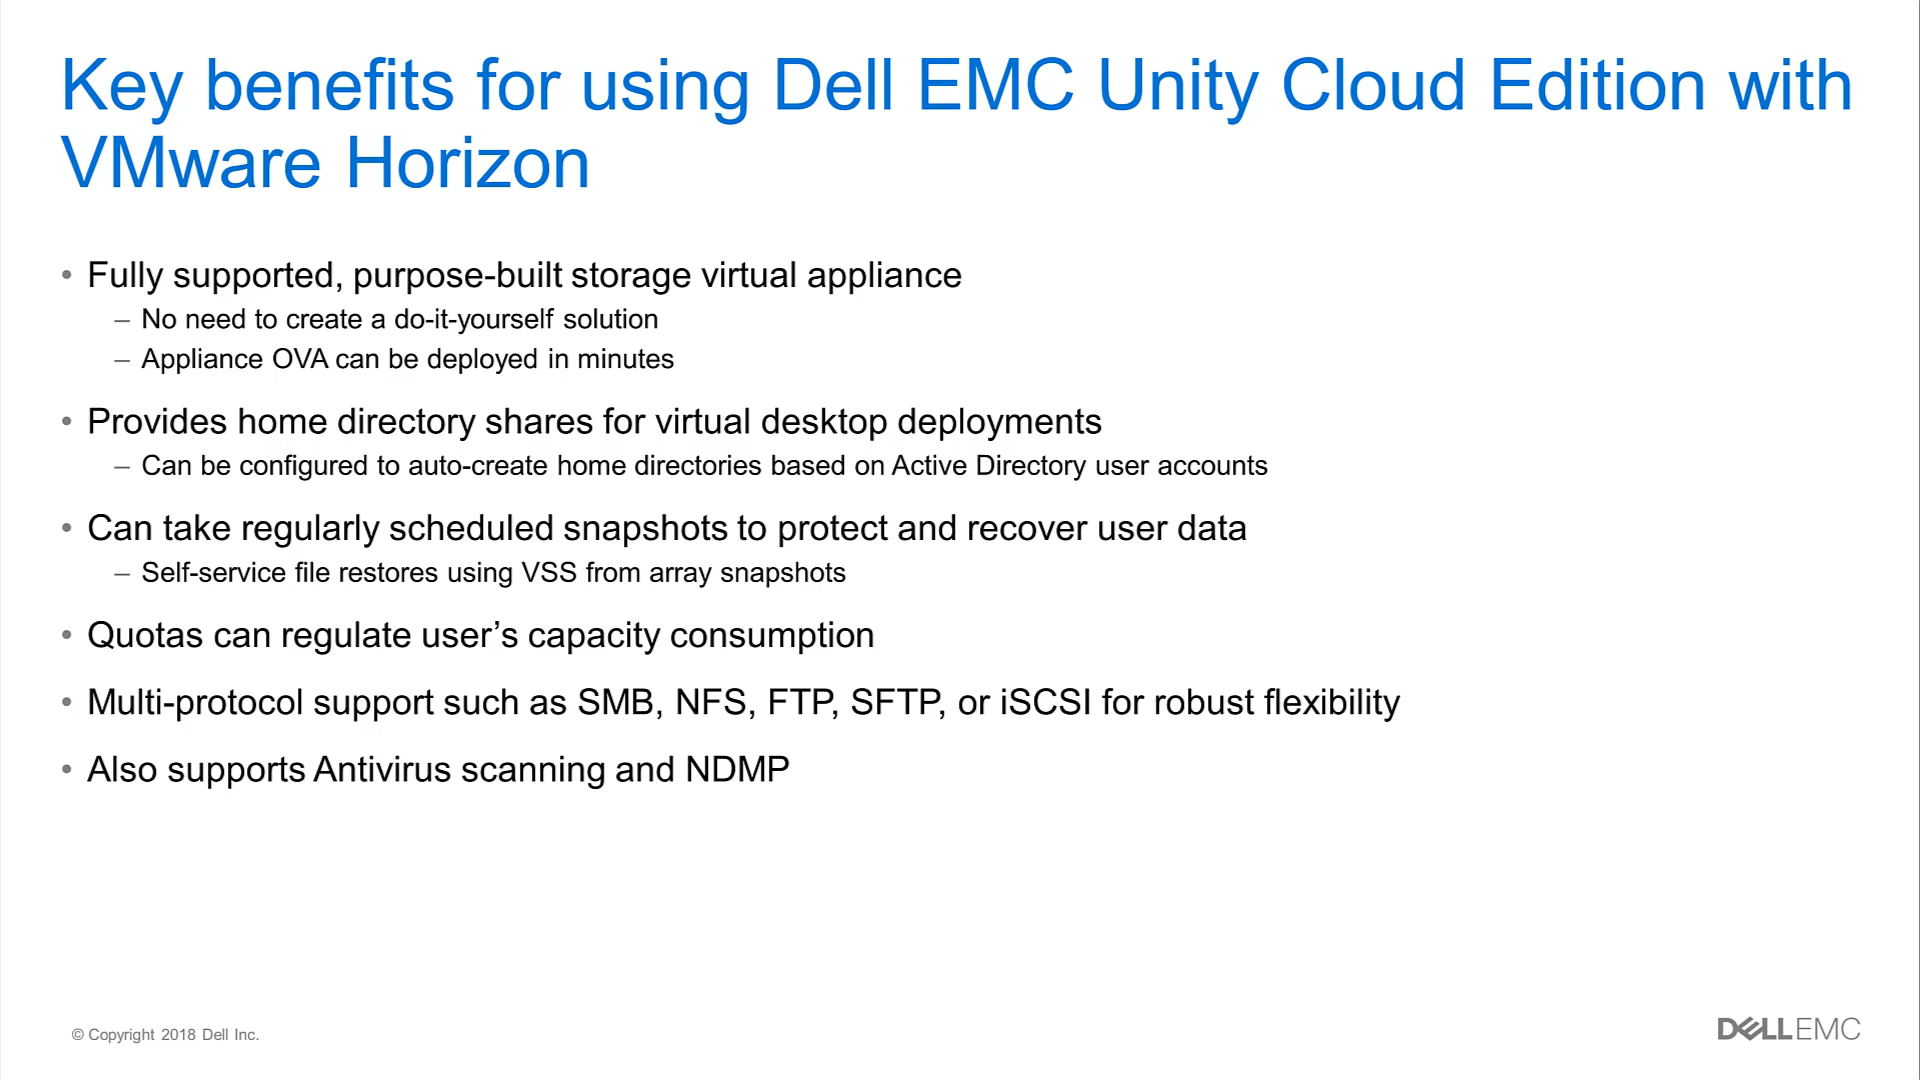 Key benefits for using Dell EMC Unity Cloud Edition with
VMware Horizon
• Fully supported, purpose-built storage virtual appliance
– No need to create a do-it-yourself solution
– Appliance OVA can be deployed in minutes
• Provides home directory shares for virtual desktop deployments
– Can be configured to auto-create home directories based on Active Directory user accounts
• Can take regularly scheduled snapshots to protect and recover user data
– Self-service file restores using VSS from array snapshots
• Quotas can regulate user’s capacity consumption
• Multi-protocol support such as SMB, NFS, FTP, SFTP, or iSCSI for robust flexibility
• Also supports Antivirus scanning and NDMP
© Copyright 2018 Dell Inc.
DELLEMC